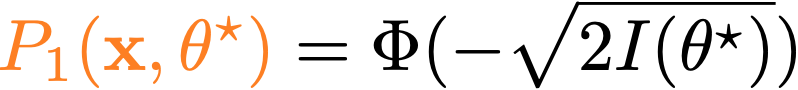 P₁(𝐱, θ⋆) = Φ(−√(2I(θ⋆)))